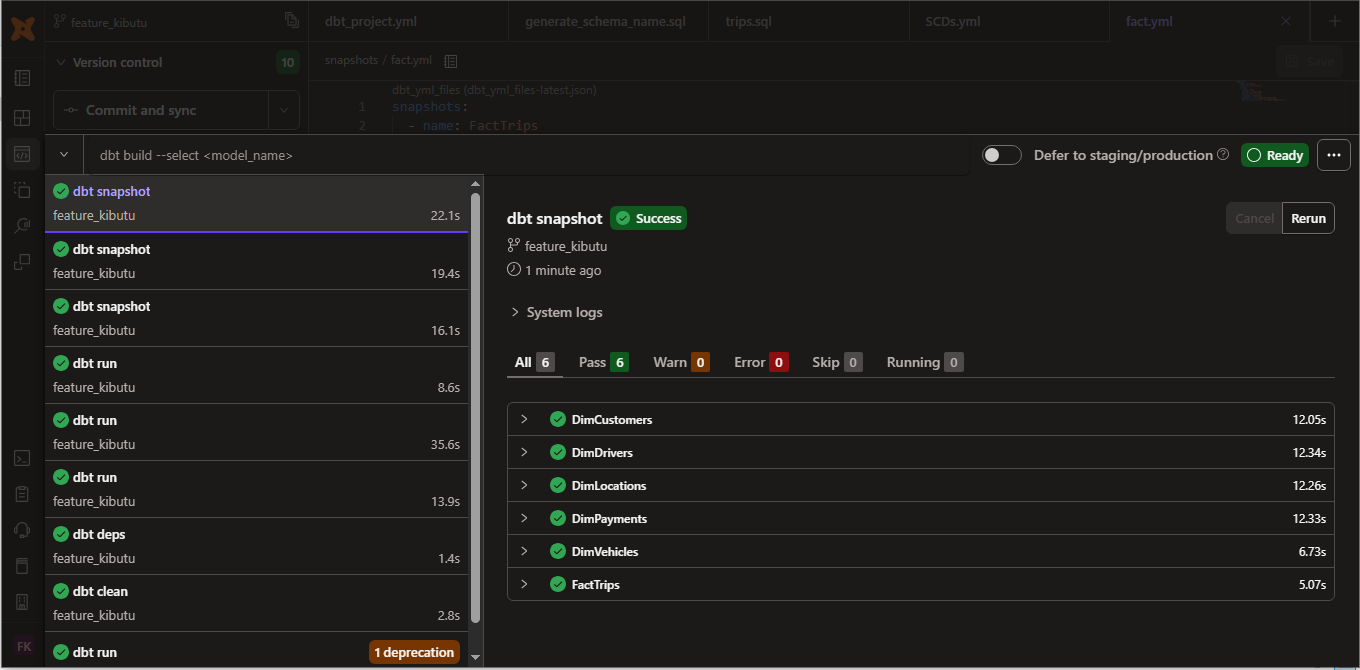 feature_kibutu
dbt_project.yml
generate_schema_name.sql
trips.sql
SCDs.yml
fact.yml
Version control 10
snapshots / fact.yml
Save
Commit and sync
dbt_yml_files (dbt_yml_files-latest.json)
1 snapshots:
2 - name: FactTrips
dbt build --select <model_name>
Defer to staging/production
Ready
dbt snapshot
feature_kibutu 22.1s
dbt snapshot
feature_kibutu 19.4s
dbt snapshot
feature_kibutu 16.1s
dbt run
feature_kibutu 8.6s
dbt run
feature_kibutu 35.6s
dbt run
feature_kibutu 13.9s
dbt deps
feature_kibutu 1.4s
dbt clean
feature_kibutu 2.8s
dbt run 1 deprecation
FK
dbt snapshot Success
Cancel Rerun
feature_kibutu
1 minute ago
System logs
All 6 Pass 6 Warn 0 Error 0 Skip 0 Running 0
DimCustomers 12.05s
DimDrivers 12.34s
DimLocations 12.26s
DimPayments 12.33s
DimVehicles 6.73s
FactTrips 5.07s